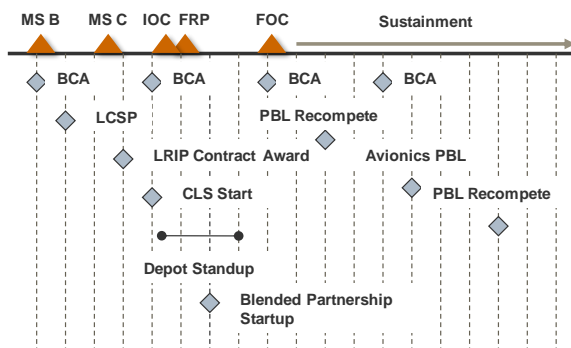 MS B MS C IOC FRP FOC Sustainment
BCA BCA BCA BCA
LCSP PBL Recompete
LRIP Contract Award Avionics PBL
CLS Start PBL Recompete
Depot Standup
Blended Partnership
Startup